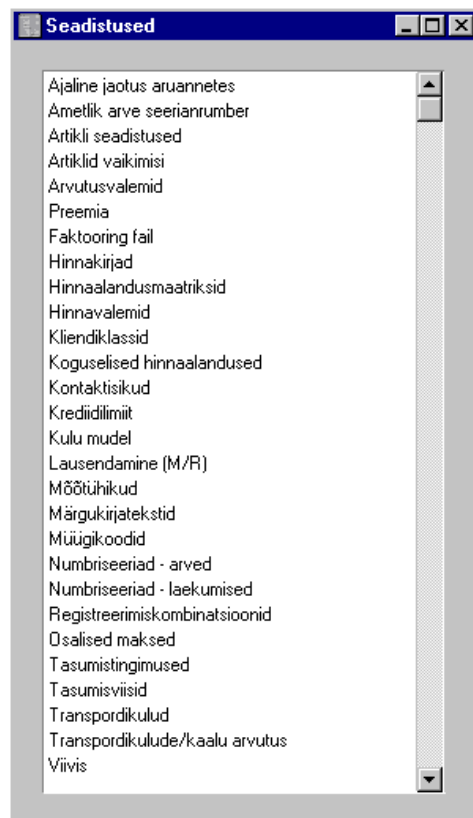 Seadistused
Ajaline jaotus aruannetes
Ametlik arve seerianrumber
Artikli seadistused
Artiklid vaikimisi
Arvutusvalemid
Preemia
Faktooring fail
Hinnakirjad
Hinnaalandusmaatriksid
Hinnavalemid
Kliendiklassid
Koguselised hinnaalandused
Kontaktisikud
Krediidilimiit
Kulu mudel
Lausendamine (M/R)
Mõõtühikud
Märgukirjatekstid
Müügikoodid
Numbriseeriad - arved
Numbriseeriad - laekumised
Registreerimiskombinatsioonid
Osalised maksed
Tasumistingimused
Tasumisviisid
Transpordikulud
Transpordikulude/kaalu arvutus
Viivis